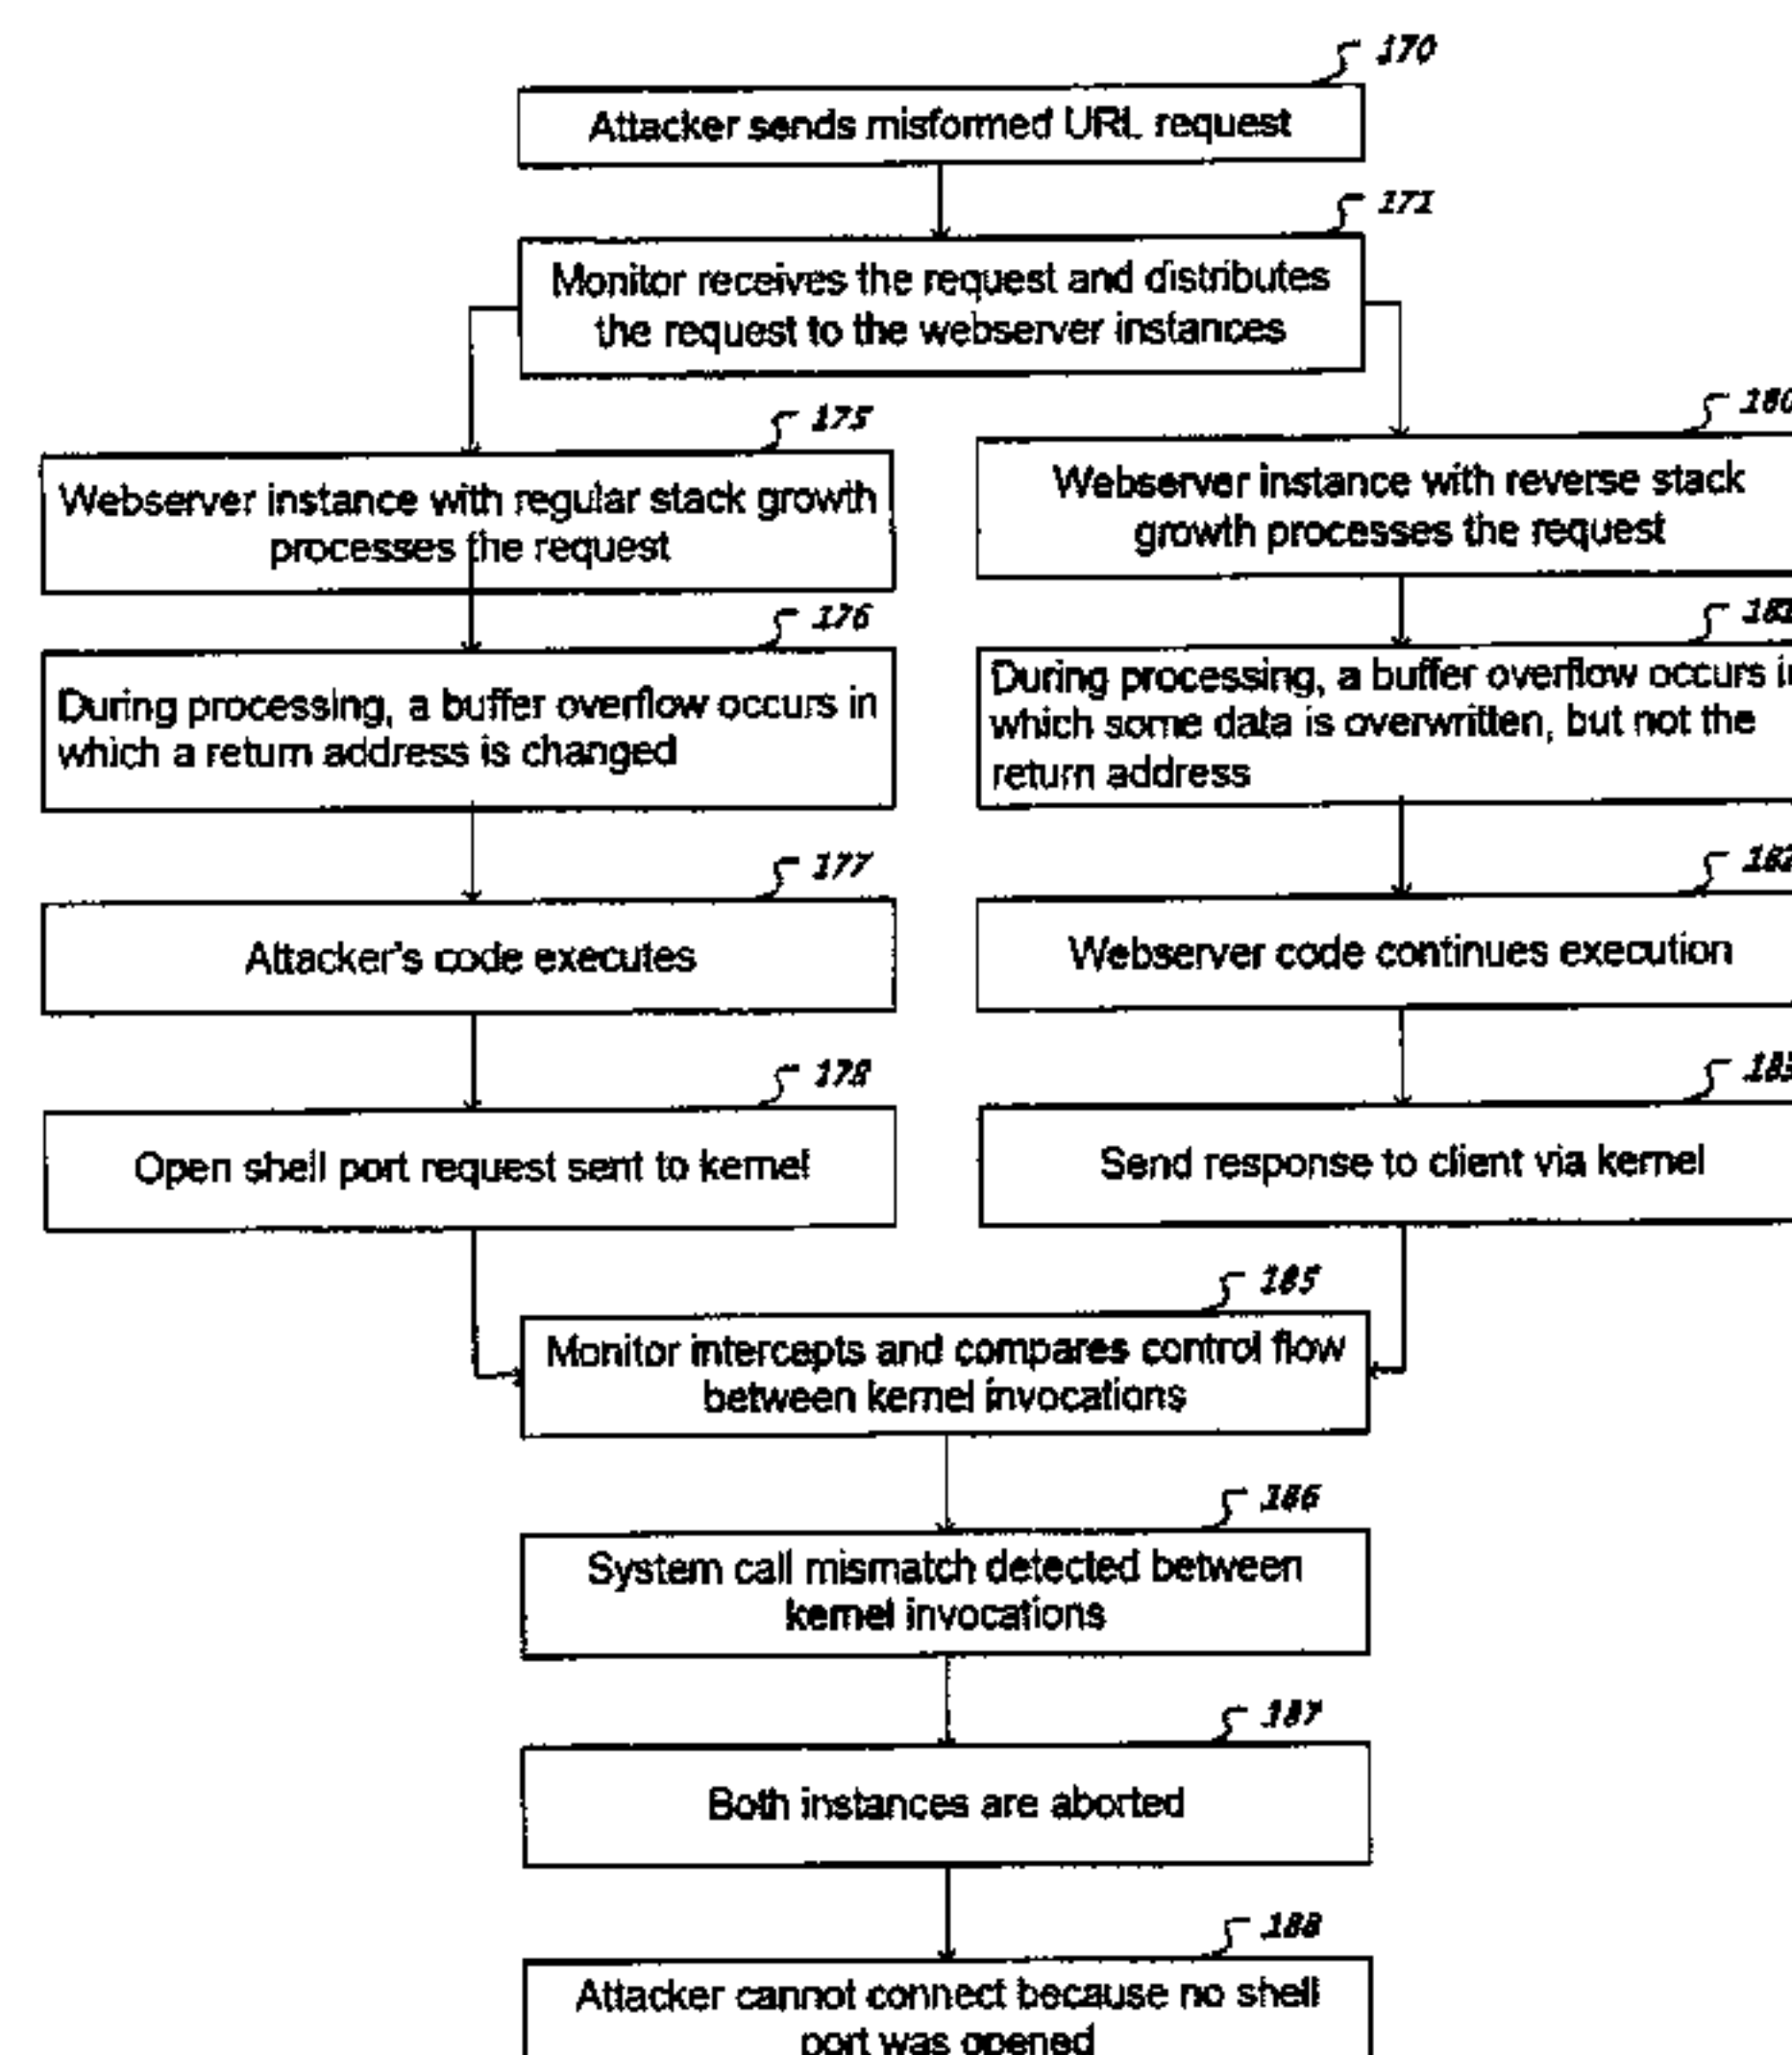 170
Attacker sends misformed URL request
171
Monitor receives the request and distributes
the request to the webserver instances
175
Webserver instance with regular stack growth
processes the request
180
Webserver instance with reverse stack
growth processes the request
176
During processing, a buffer overflow occurs in
which a return address is changed
During processing, a buffer overflow occurs in
which some data is overwritten, but not the
return address
177
Attacker's code executes
182
Webserver code continues execution
178
Open shell port request sent to kernel
183
Send response to client via kernel
185
Monitor intercepts and compares control flow
between kernel invocations
186
System call mismatch detected between
kernel invocations
187
Both instances are aborted
188
Attacker cannot connect because no shell
port was opened